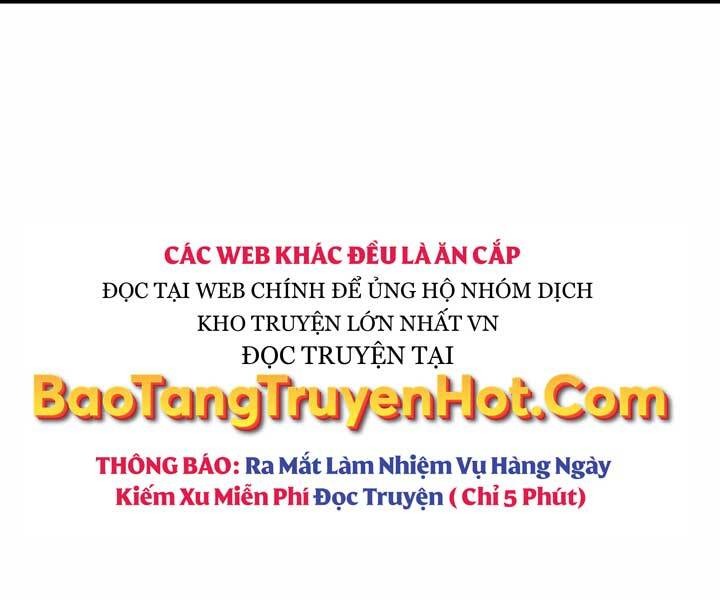 CÁC WEB KHÁC ĐỀU LÀ ĂN CẮP
ĐỌC TẠI WEB CHÍNH ĐỂ ỦNG HỘ NHÓM DỊCH
KHO TRUYỆN LỚN NHẤT VN
ĐỌC TRUYỆN TẠI
BaoTangTruyenHot.Com
THÔNG BÁO: Ra Mắt Làm Nhiệm Vụ Hàng Ngày
Kiếm Xu Miễn Phí Đọc Truyện ( Chỉ 5 Phút)